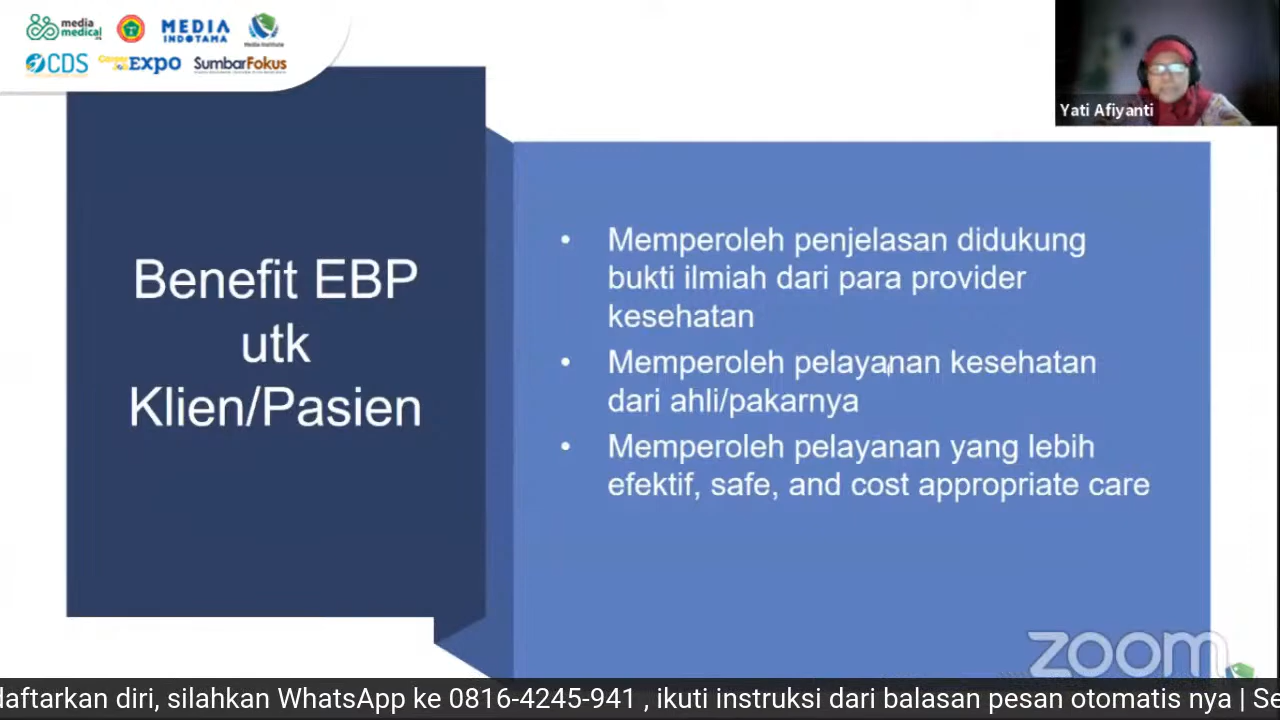 media
medical
MEDIA
INDOTAMA
Media Institute
CDS
Career
Expo
SumbarFokus
Yati Afiyanti
Benefit EBP
utk
Klien/Pasien
• Memperoleh penjelasan didukung
bukti ilmiah dari para provider
kesehatan
• Memperoleh pelayanan kesehatan
dari ahli/pakarnya
• Memperoleh pelayanan yang lebih
efektif, safe, and cost appropriate care
zoom
daftarkan diri, silahkan WhatsApp ke 0816-4245-941 , ikuti instruksi dari balasan pesan otomatis nya | Se